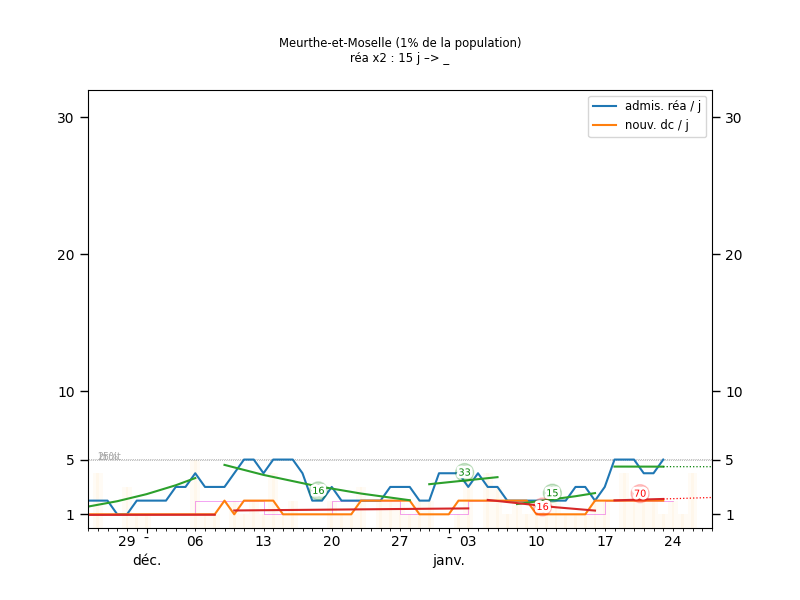 Meurthe-et-Moselle (1% de la population)
réa x2 : 15 j –> _
admis. réa / j
nouv. dc / j
30 30
20 20
10 10
5 5
1 1
16
33
15
16
70
29 - 06 13 20 27 - 03 10 17 24
déc. janv.